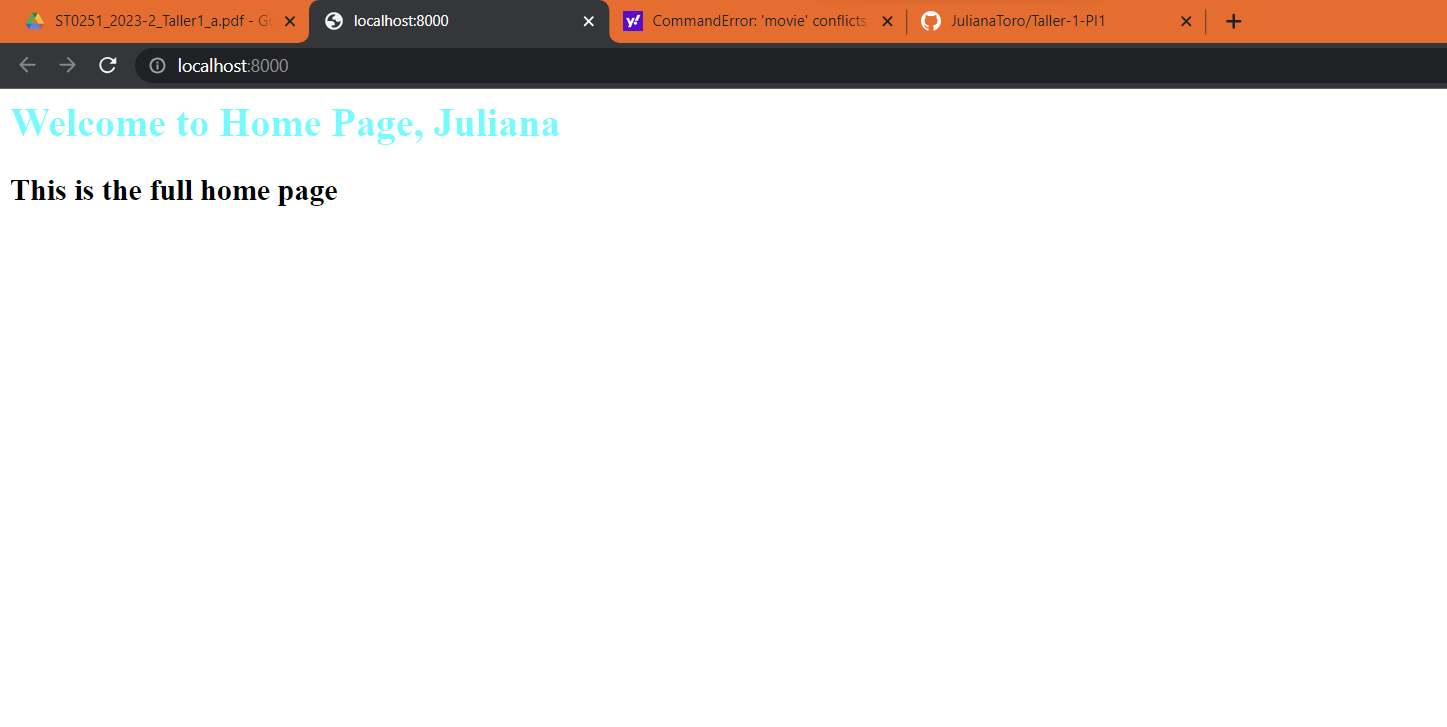 ST0251_2023-2_Taller1_a.pdf - Go
localhost:8000
CommandError: 'movie' conflicts
JulianaToro/Taller-1-PI1
localhost:8000
Welcome to Home Page, Juliana
This is the full home page